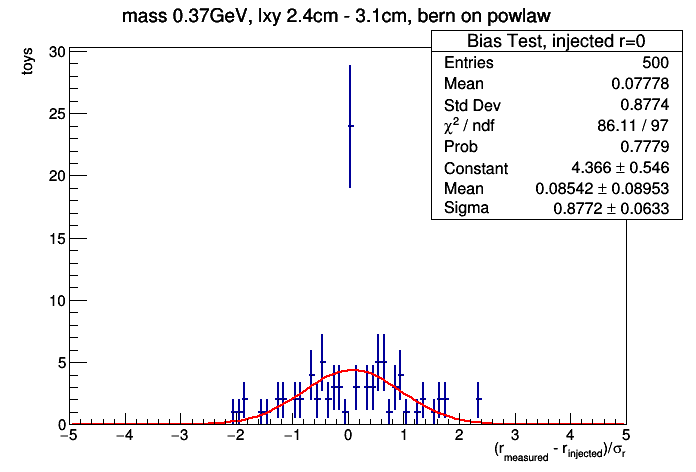 mass 0.37GeV, lxy 2.4cm - 3.1cm, bern on powlaw
toys
Bias Test, injected r=0
Entries 500
Mean 0.07778
Std Dev 0.8774
χ² / ndf 86.11 / 97
Prob 0.7779
Constant 4.366 ± 0.546
Mean 0.08542 ± 0.08953
Sigma 0.8772 ± 0.0633
30
25
20
15
10
5
0
−5 −4 −3 −2 −1 0 1 2 3 4 5
(r_measured - r_injected)/σ_r